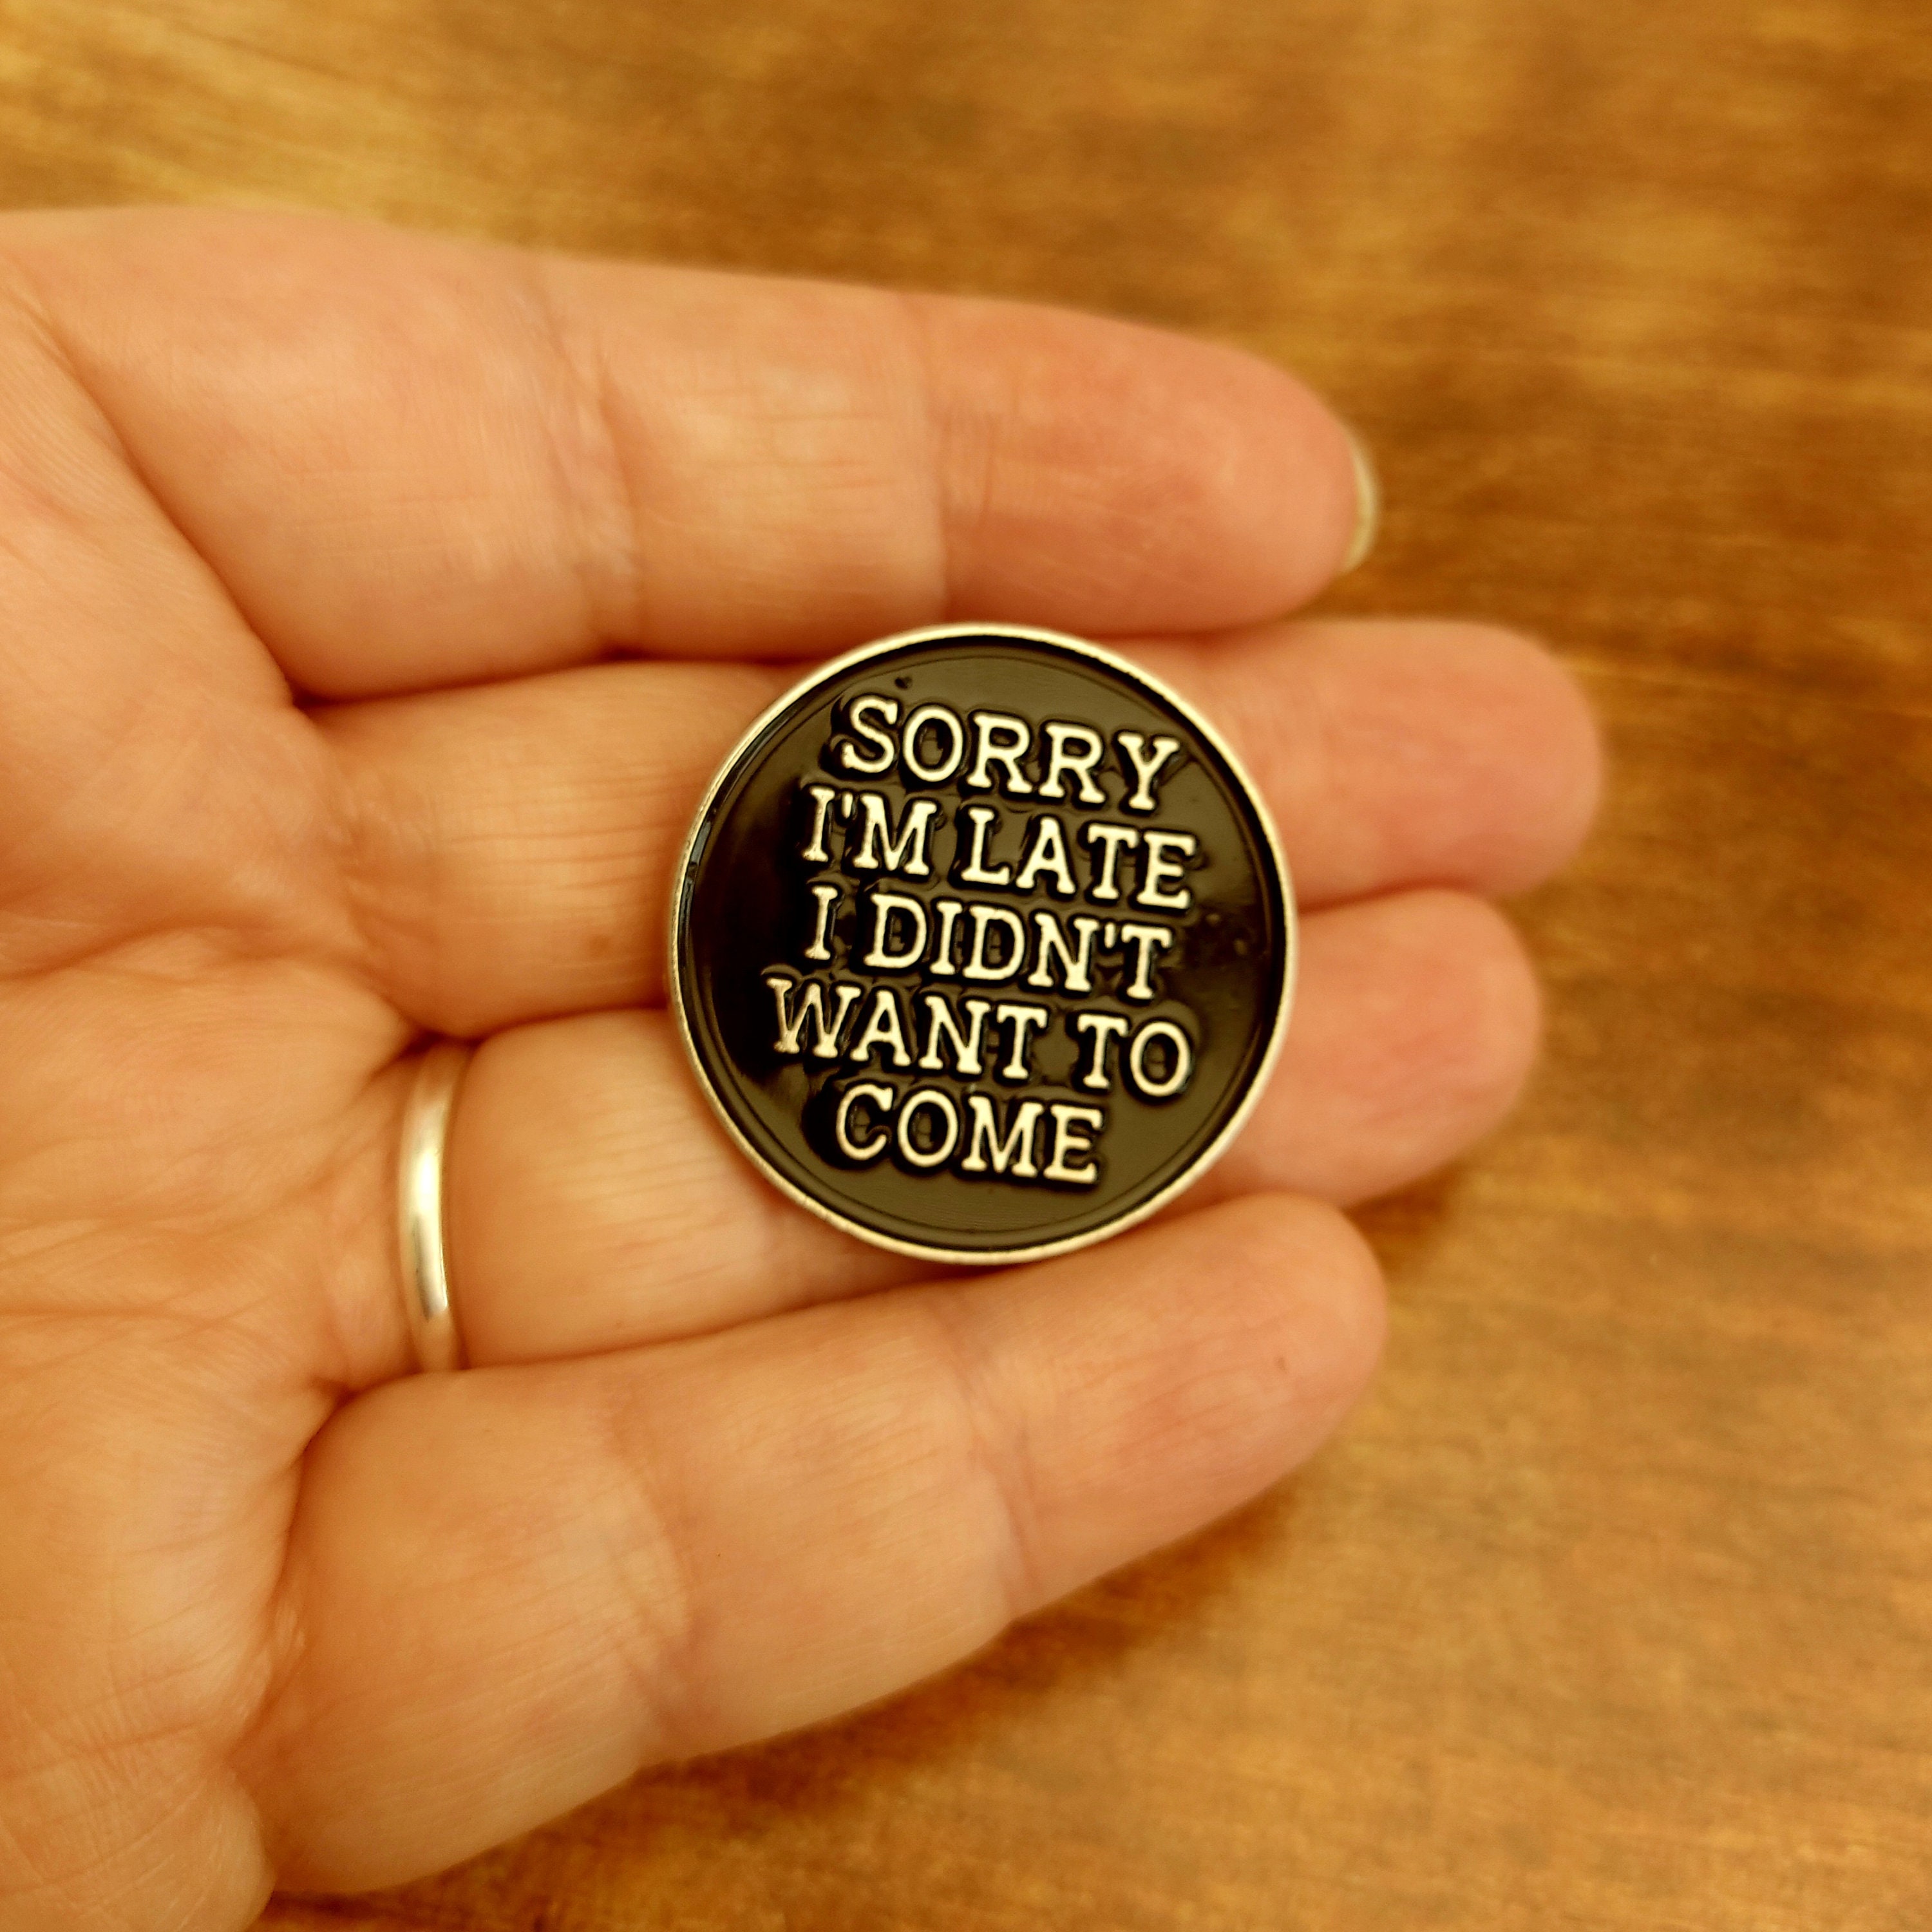 SORRY
I'M LATE
I DIDN'T
WANT TO
COME